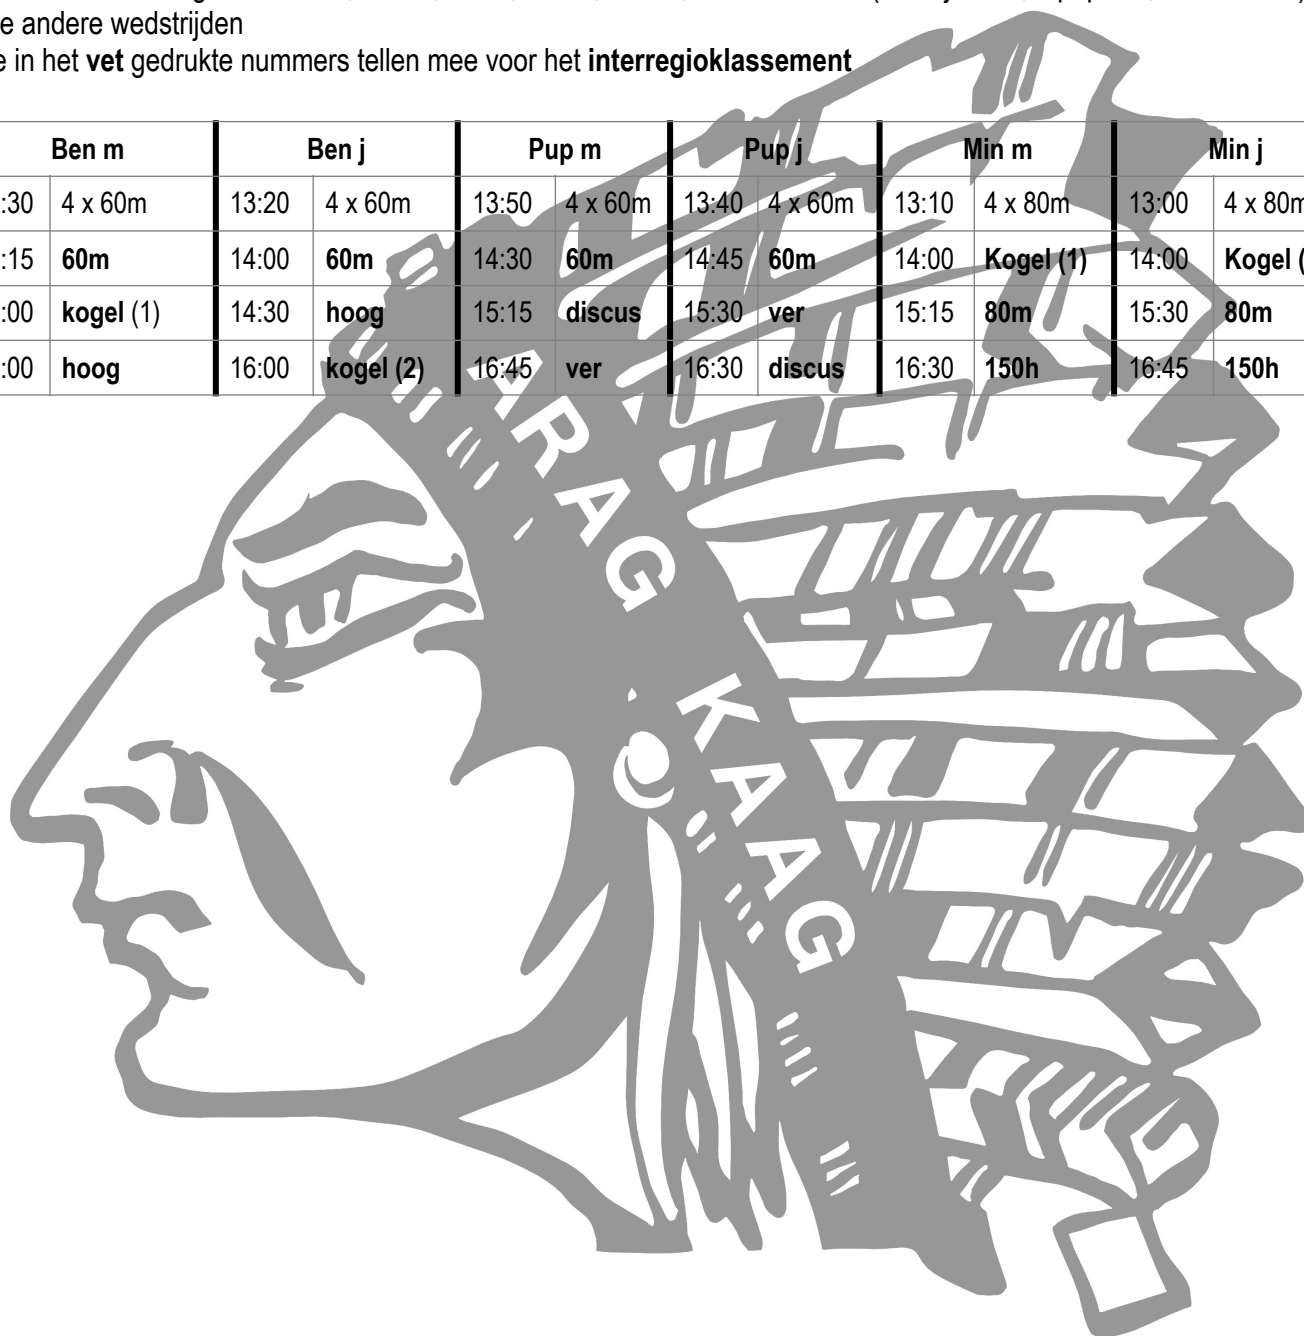 e andere wedstrijden
e in het vet gedrukte nummers tellen mee voor het interregioklassement
Ben m Ben j Pup m Pup j Min m Min j
:30 4 x 60m 13:20 4 x 60m 13:50 4 x 60m 13:40 4 x 60m 13:10 4 x 80m 13:00 4 x 80m
:15 60m 14:00 60m 14:30 60m 14:45 60m 14:00 Kogel (1) 14:00 Kogel (
:00 kogel (1) 14:30 hoog 15:15 discus 15:30 ver 15:15 80m 15:30 80m
:00 hoog 16:00 kogel (2) 16:45 ver 16:30 discus 16:30 150h 16:45 150h
ARAG KAAG